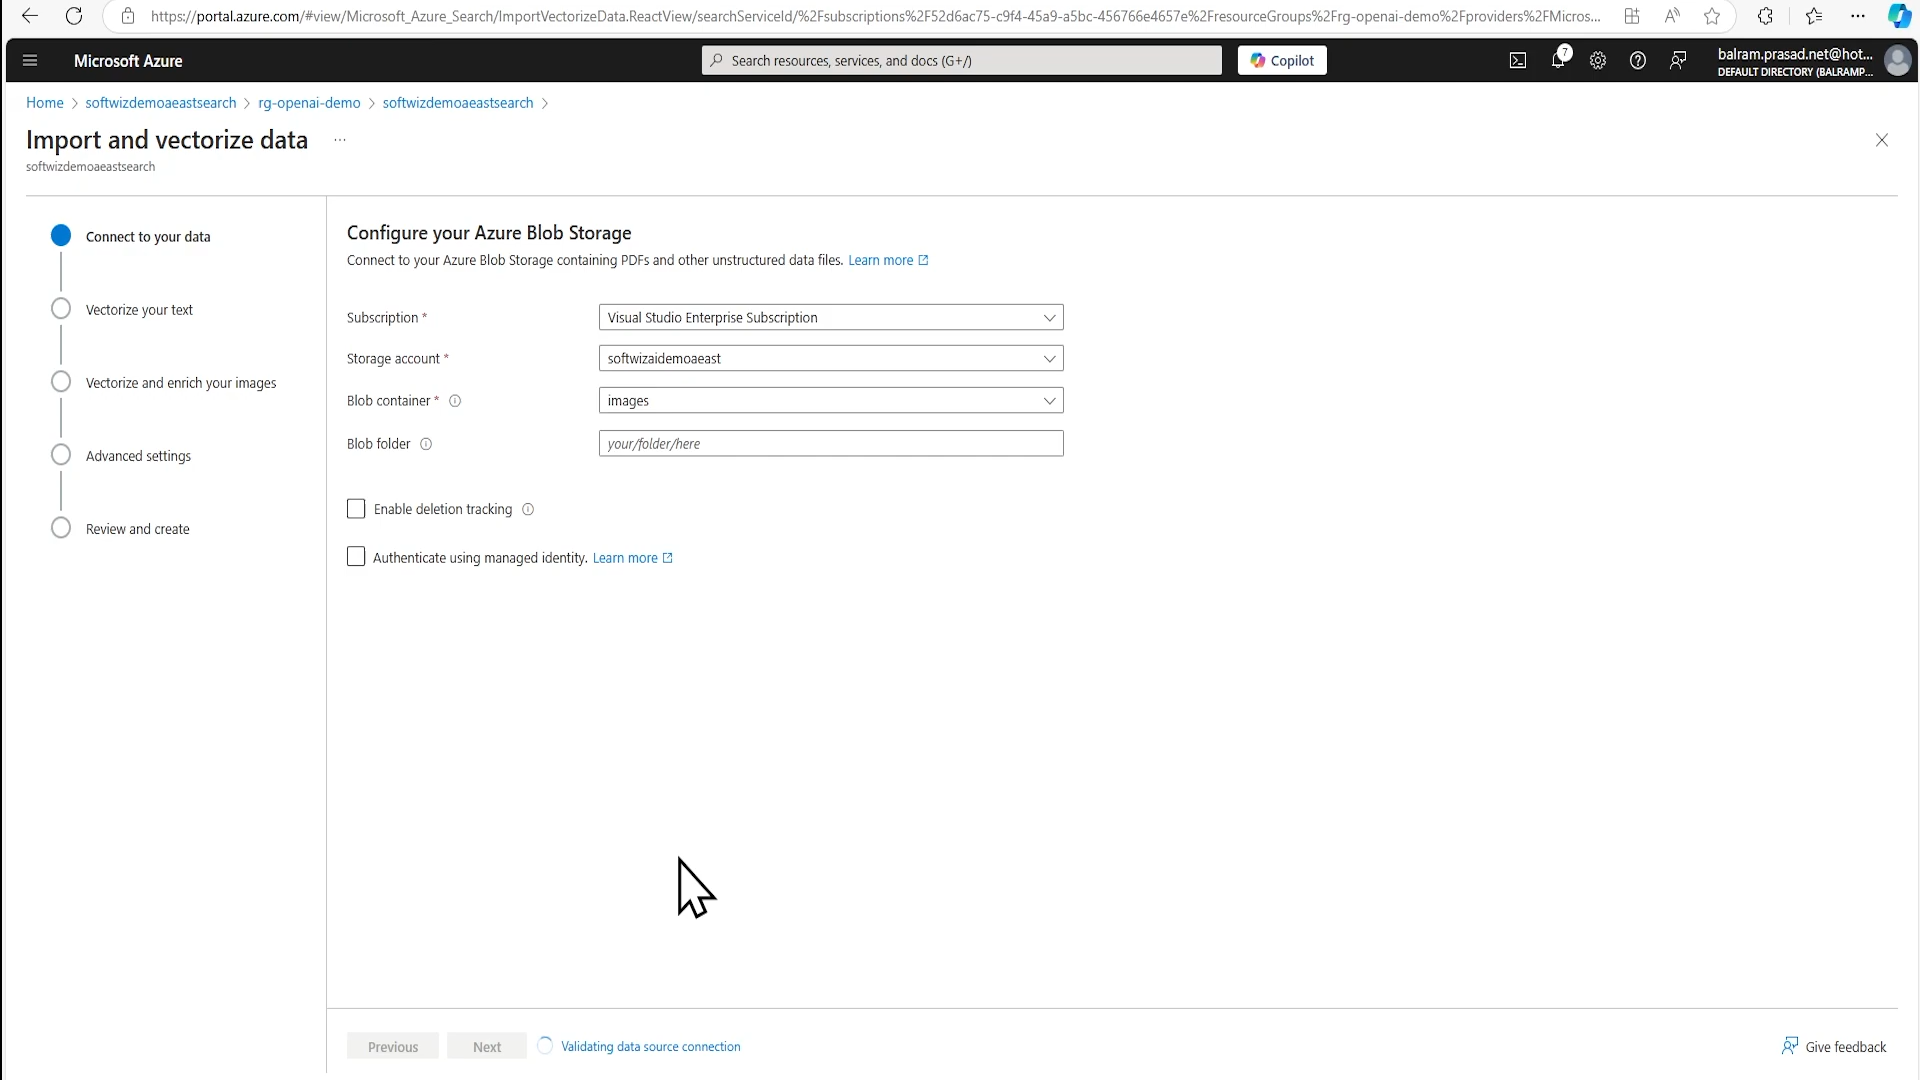 https://portal.azure.com/#view/Microsoft_Azure_Search/ImportVectorizeData.ReactView/searchServiceId/%2Fsubscriptions%2F52d6ac75-c9f4-45a9-a5bc-456766e4657e%2FresourceGroups%2Frg-openai-demo%2Fproviders%2FMicros...
Microsoft Azure
Search resources, services, and docs (G+/)
Copilot
7
balram.prasad.net@hot...
DEFAULT DIRECTORY (BALRAMP...
Home > softwizdemoaeastsearch > rg-openai-demo > softwizdemoaeastsearch >
Import and vectorize data ...
softwizdemoaeastsearch
Connect to your data
Vectorize your text
Vectorize and enrich your images
Advanced settings
Review and create
Configure your Azure Blob Storage
Connect to your Azure Blob Storage containing PDFs and other unstructured data files. Learn more
Subscription * Visual Studio Enterprise Subscription
Storage account * softwizaidemoaeast
Blob container * images
Blob folder your/folder/here
Enable deletion tracking
Authenticate using managed identity. Learn more
Previous Next Validating data source connection
Give feedback